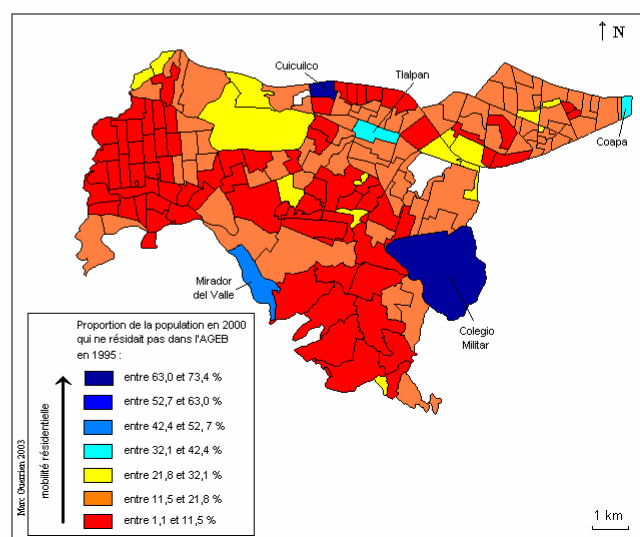 N
Cuicuilco
Tlalpan
Coapa
Mirador
del Valle
Colegio
Militar
Proportion de la population en 2000
qui ne résidait pas dans l'AGEB
en 1995 :
entre 63,0 et 73,4 %
entre 52,7 et 63,0 %
entre 42,4 et 52,7 %
entre 32,1 et 42,4 %
entre 21,8 et 32,1 %
entre 11,5 et 21,8 %
entre 1,1 et 11,5 %
mobilité résidentielle
Marc Guerrien 2003
1 km